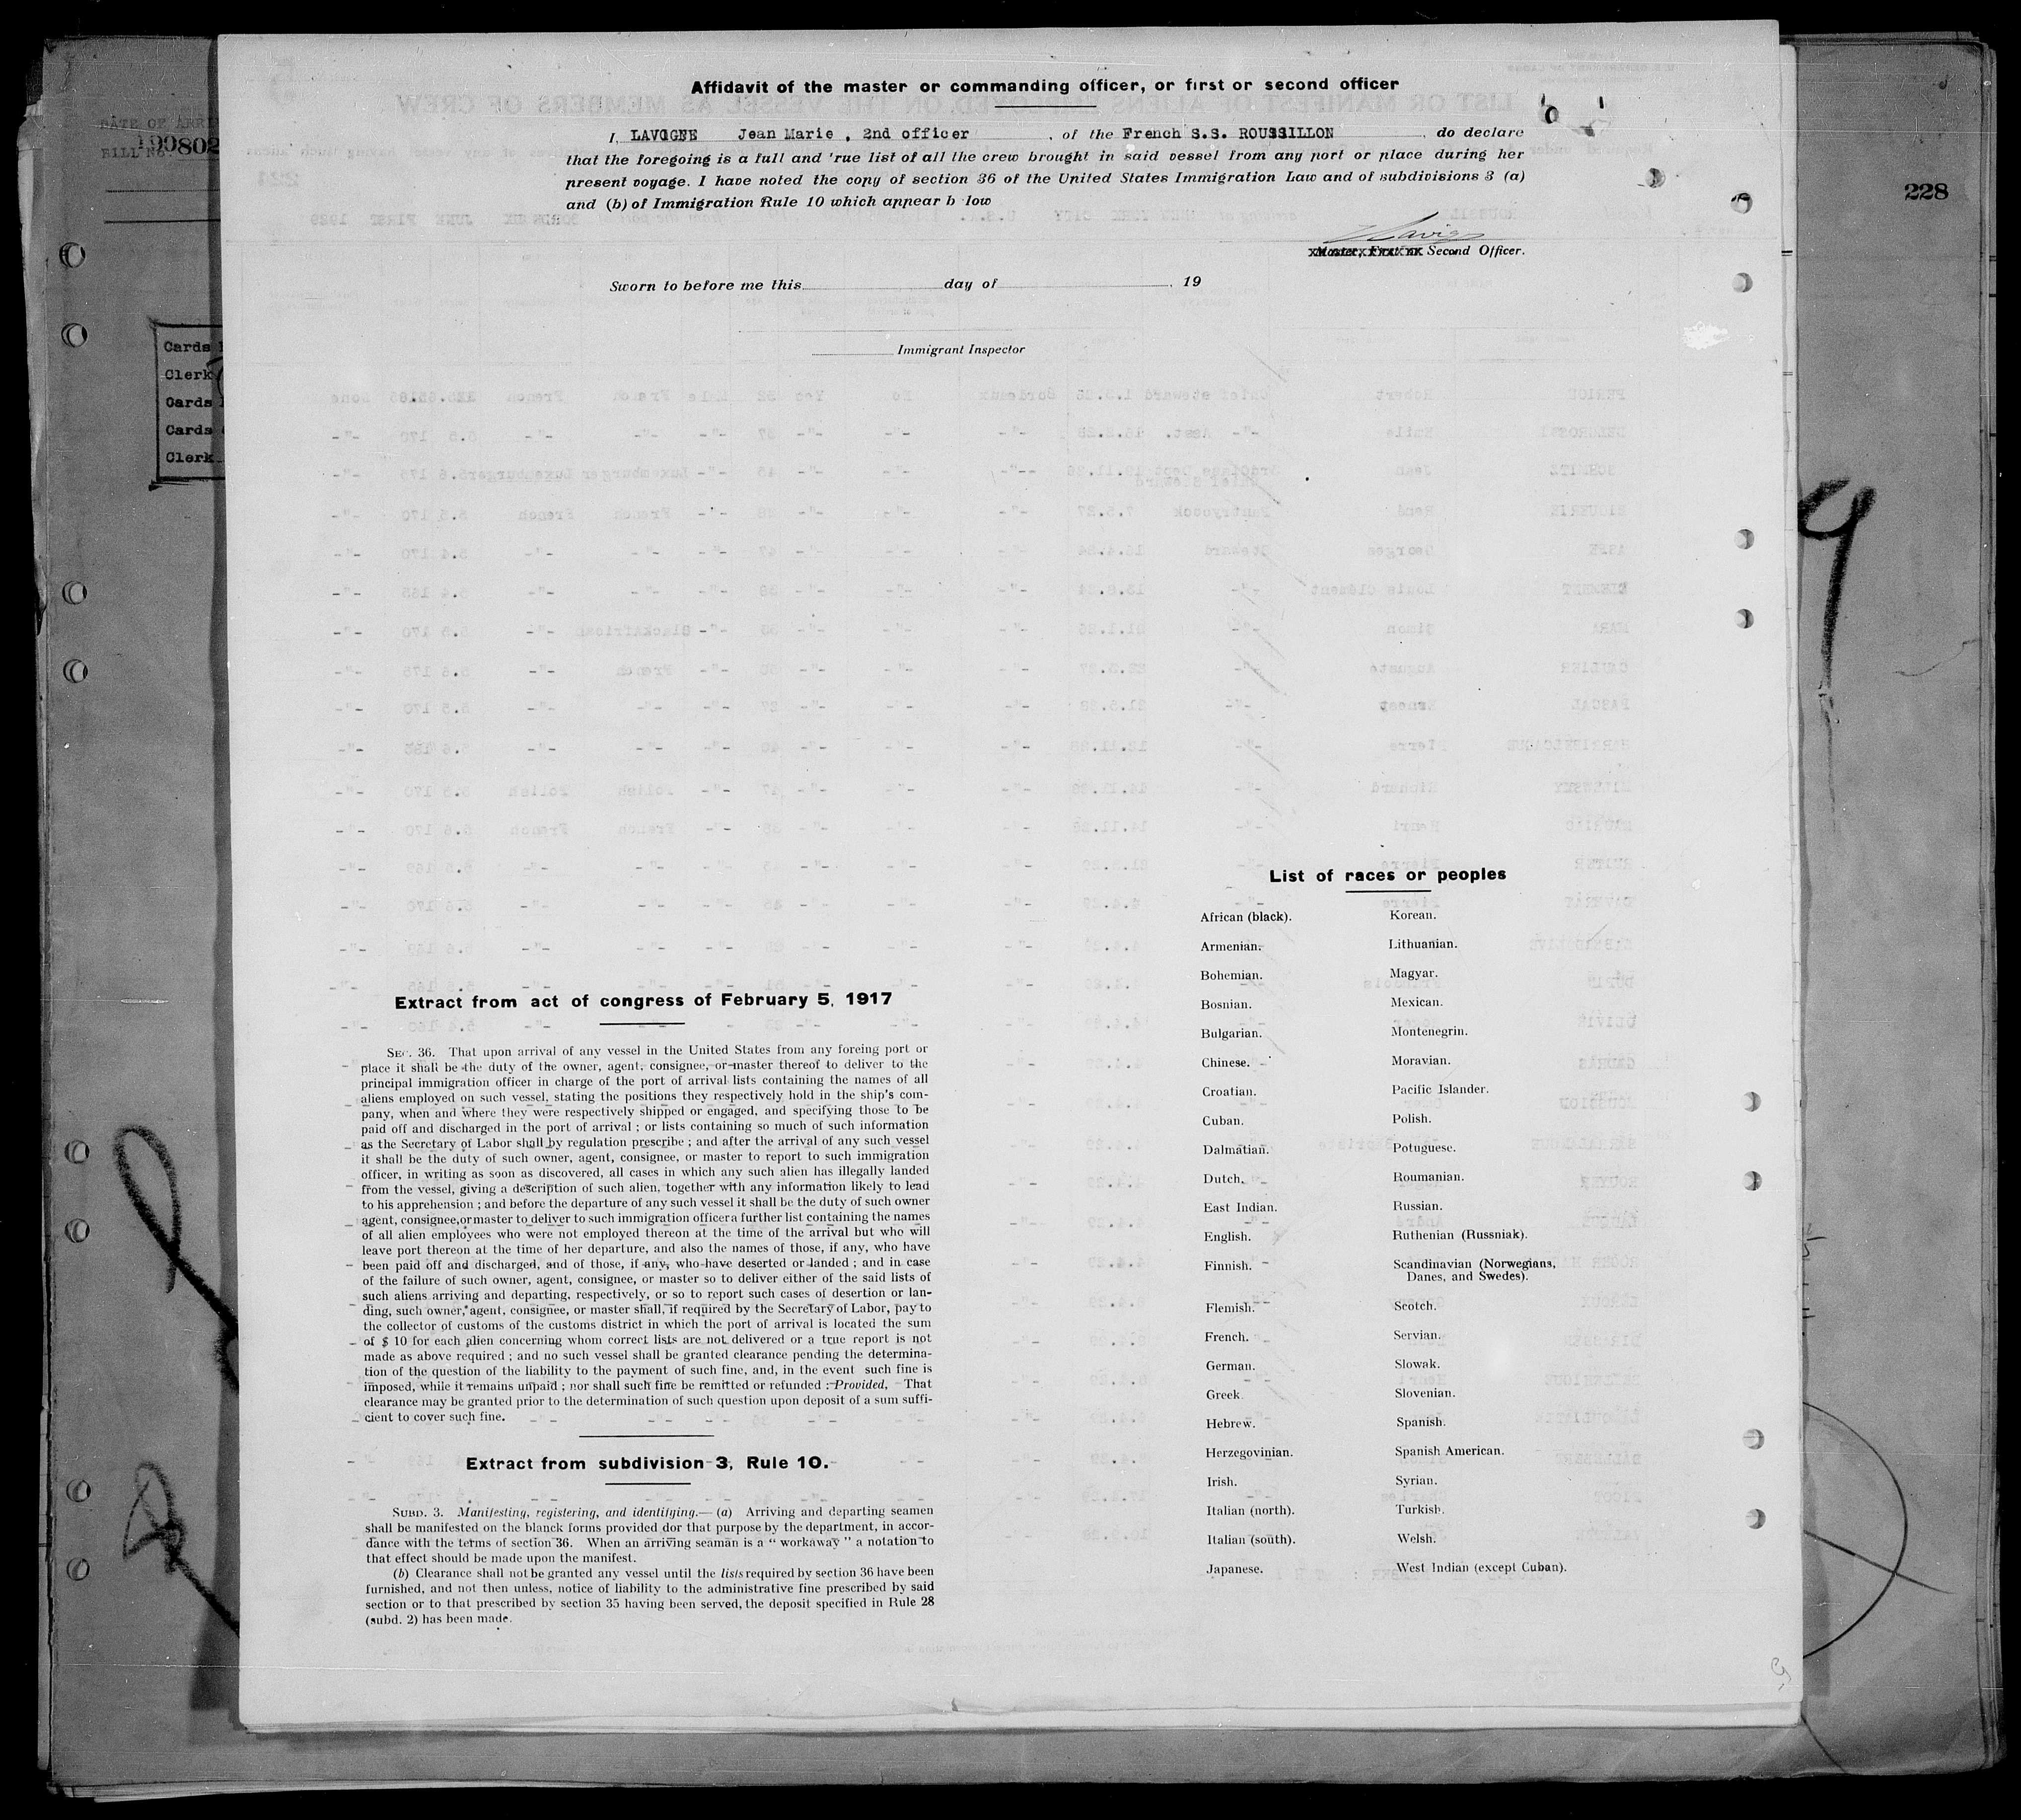 Affidavit of the master or commanding officer, or first or second officer
I, LAVOGNE Jean Marie , 2nd officer , of the French S.S. ROUSSILLON , do declare
that the foregoing is a full and 'rue list of all the crew brought in said vessel from any port or place during her
present voyage. I have noted the copy of section 36 of the United States Immigration Law and of subdivisions 3 (a)
and (b) of Immigration Rule 10 which appear b low
Master, First or Second Officer.
Sworn to before me this day of , 19
Immigrant Inspector
DATE OF ARRI
BILL No. 199802
228
Cards
Clerk
Cards
Cards
Clerk
9
List of races or peoples
African (black). Korean.
Armenian. Lithuanian.
Bohemian. Magyar.
Bosnian. Mexican.
Bulgarian. Montenegrin.
Chinese. Moravian.
Croatian. Pacific Islander.
Cuban. Polish.
Dalmatian. Potuguese.
Dutch. Roumanian.
East Indian. Russian.
English. Ruthenian (Russniak).
Finnish. Scandinavian (Norwegians,
Danes, and Swedes).
Flemish. Scotch.
French. Servian.
German. Slowak.
Greek. Slovenian.
Hebrew. Spanish.
Herzegovinian. Spanish American.
Irish. Syrian.
Italian (north). Turkish.
Italian (south). Welsh.
Japanese. West Indian (except Cuban).
Extract from act of congress of February 5, 1917
SEC. 36. That upon arrival of any vessel in the United States from any foreing port or
place it shall be the duty of the owner, agent, consignee, or master thereof to deliver to the
principal immigration officer in charge of the port of arrival lists containing the names of all
aliens employed on such vessel, stating the positions they respectively hold in the ship's com-
pany, when and where they were respectively shipped or engaged, and specifying those to be
paid off and discharged in the port of arrival ; or lists containing so much of such information
as the Secretary of Labor shall by regulation prescribe ; and after the arrival of any such vessel
it shall be the duty of such owner, agent, consignee, or master to report to such immigration
officer, in writing as soon as discovered, all cases in which any such alien has illegally landed
from the vessel, giving a description of such alien, together with any information likely to lead
to his apprehension ; and before the departure of any such vessel it shall be the duty of such owner
agent, consignee, or master to deliver to such immigration officer a further list containing the names
of all alien employees who were not employed thereon at the time of the arrival but who will
leave port thereon at the time of her departure, and also the names of those, if any, who have
been paid off and discharged, and of those, if any, who have deserted or landed ; and in case
of the failure of such owner, agent, consignee, or master so to deliver either of the said lists of
such aliens arriving and departing, respectively, or so to report such cases of desertion or lan-
ding, such owner, agent, consignee, or master shall, if required by the Secretary of Labor, pay to
the collector of customs of the customs district in which the port of arrival is located the sum
of $ 10 for each alien concerning whom correct lists are not delivered or a true report is not
made as above required ; and no such vessel shall be granted clearance pending the determina-
tion of the question of the liability to the payment of such fine, and, in the event such fine is
imposed, while it remains unpaid ; nor shall such fine be remitted or refunded : Provided, That
clearance may be granted prior to the determination of such question upon deposit of a sum suffi-
cient to cover such fine.
Extract from subdivision 3, Rule 10.
SUBD. 3. Manifesting, registering, and identifying.— (a) Arriving and departing seamen
shall be manifested on the blanck forms provided dor that purpose by the department, in accor-
dance with the terms of section 36. When an arriving seaman is a “ workaway ” a notation to
that effect should be made upon the manifest.
(b) Clearance shall not be granted any vessel until the lists required by section 36 have been
furnished, and not then unless, notice of liability to the administrative fine prescribed by said
section or to that prescribed by section 35 having been served, the deposit specified in Rule 28
(subd. 2) has been made.